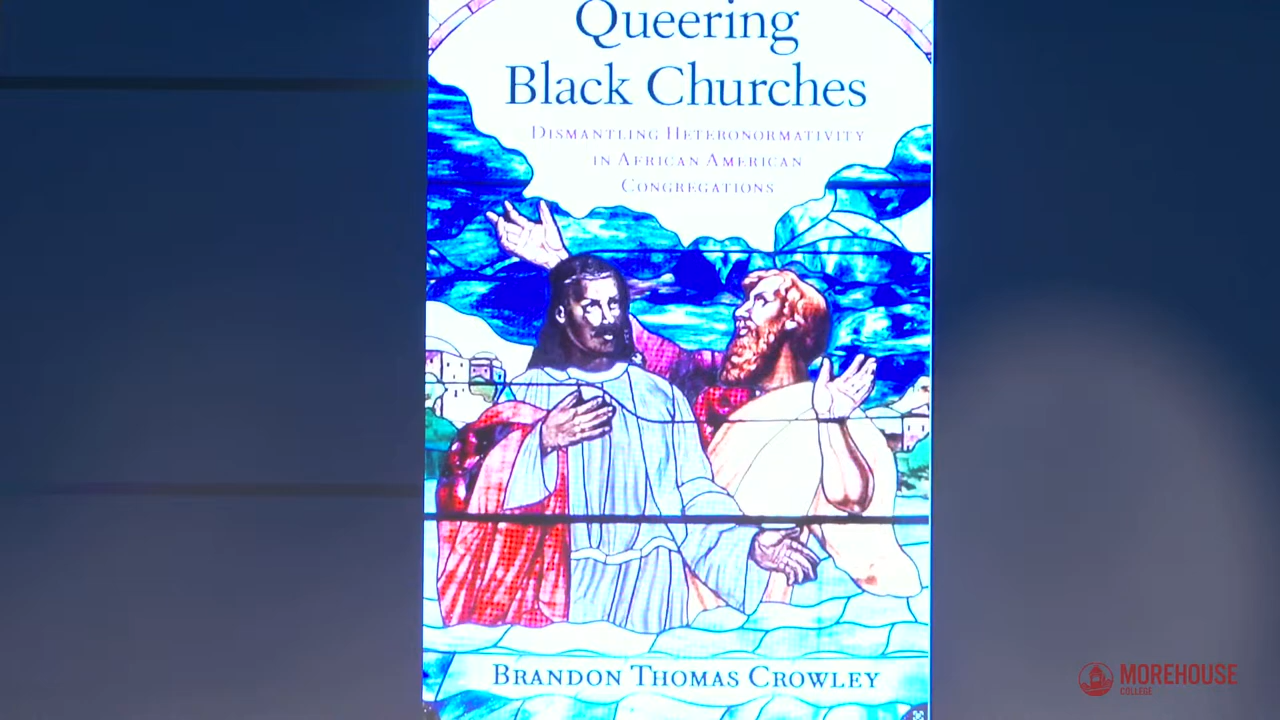 Queering
Black Churches
Dismantling Heteronormativity
in African American
Congregations
Brandon Thomas Crowley
MOREHOUSE
COLLEGE